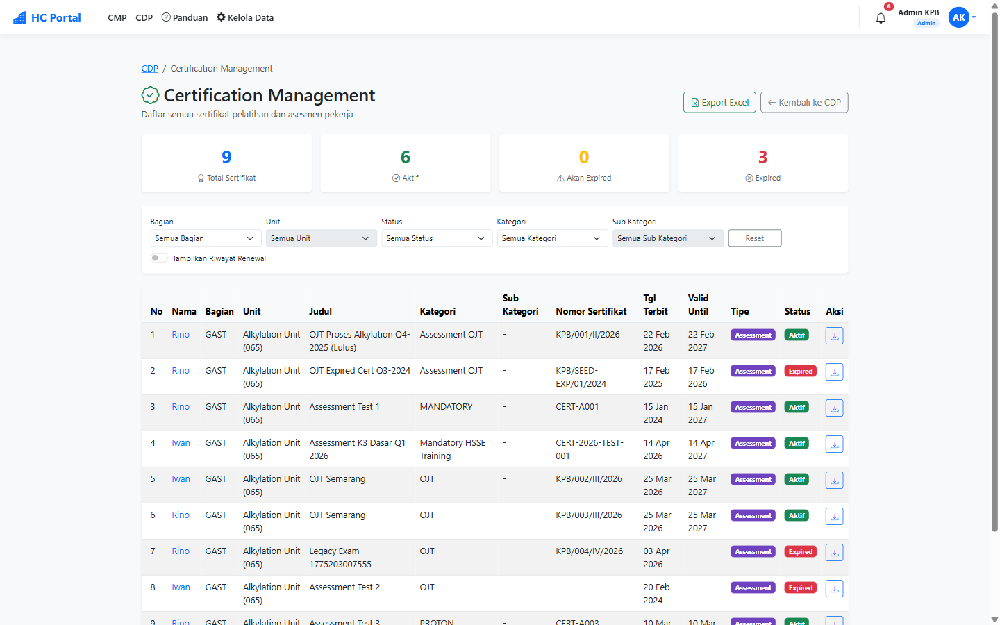 HC Portal
CMP CDP Panduan Kelola Data
6
Admin KPB
Admin
AK
CDP / Certification Management
Certification Management
Daftar semua sertifikat pelatihan dan asesmen pekerja
Export Excel
Kembali ke CDP
9
Total Sertifikat
6
Aktif
0
Akan Expired
3
Expired
Bagian Unit Status Kategori Sub Kategori
Semua Bagian Semua Unit Semua Status Semua Kategori Semua Sub Kategori Reset
Tampilkan Riwayat Renewal
No Nama Bagian Unit Judul Kategori Sub Kategori Nomor Sertifikat Tgl Terbit Valid Until Tipe Status Aksi
1 Rino GAST Alkylation Unit (065) OJT Proses Alkylation Q4-2025 (Lulus) Assessment OJT - KPB/001/II/2026 22 Feb 2026 22 Feb 2027 Assessment Aktif
2 Rino GAST Alkylation Unit (065) OJT Expired Cert Q3-2024 Assessment OJT - KPB/SEED-EXP/01/2024 17 Feb 2025 17 Feb 2026 Assessment Expired
3 Rino GAST Alkylation Unit (065) Assessment Test 1 MANDATORY - CERT-A001 15 Jan 2024 15 Jan 2027 Assessment Aktif
4 Iwan GAST Alkylation Unit (065) Assessment K3 Dasar Q1 2026 Mandatory HSSE Training - CERT-2026-TEST-001 14 Apr 2026 14 Apr 2027 Assessment Aktif
5 Iwan GAST Alkylation Unit (065) OJT Semarang OJT - KPB/002/III/2026 25 Mar 2026 25 Mar 2027 Assessment Aktif
6 Rino GAST Alkylation Unit (065) OJT Semarang OJT - KPB/003/III/2026 25 Mar 2026 25 Mar 2027 Assessment Aktif
7 Rino GAST Alkylation Unit (065) Legacy Exam 1775203007555 OJT - KPB/004/IV/2026 03 Apr 2026 - Assessment Expired
8 Iwan GAST Alkylation Unit (065) Assessment Test 2 OJT - - 20 Feb 2024 - Assessment Expired
9 Rino GAST Alkylation Unit Assessment Test 3 PROTON - CERT-A003 10 Mar 10 Mar Assessment Aktif